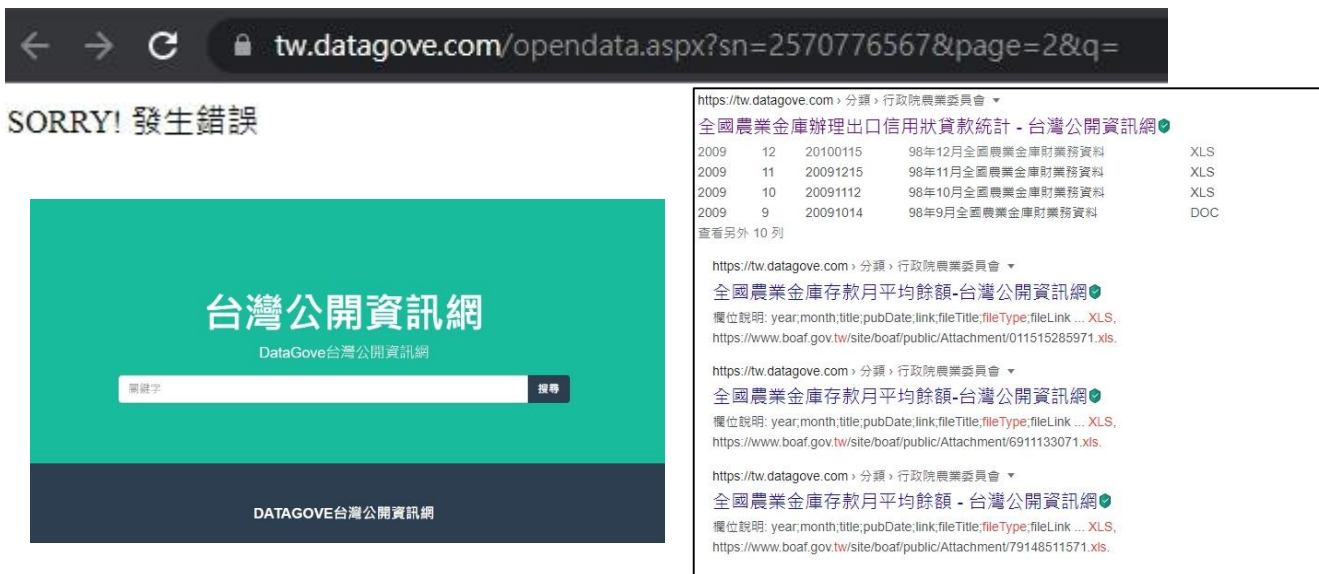 tw.datagove.com/opendata.aspx?sn=2570776567&page=2&q=
SORRY! 發生錯誤
台灣公開資訊網
DataGove台灣公開資訊網
關鍵字 搜尋
DATAGOVE台灣公開資訊網
https://tw.datagove.com › 分類 › 行政院農業委員會
全國農業金庫辦理出口信用狀貸款統計 - 台灣公開資訊網
2009 12 20100115 98年12月全國農業金庫財業務資料 XLS
2009 11 20091215 98年11月全國農業金庫財業務資料 XLS
2009 10 20091112 98年10月全國農業金庫財業務資料 XLS
2009 9 20091014 98年9月全國農業金庫財業務資料 DOC
查看另外 10 列
https://tw.datagove.com › 分類 › 行政院農業委員會
全國農業金庫存款月平均餘額-台灣公開資訊網
欄位說明: year;month;title;pubDate;link;fileTitle;fileType;fileLink ... XLS,
https://www.boaf.gov.tw/site/boaf/public/Attachment/011515285971.xls.
https://tw.datagove.com › 分類 › 行政院農業委員會
全國農業金庫存款月平均餘額-台灣公開資訊網
欄位說明: year;month;title;pubDate;link;fileTitle;fileType;fileLink ... XLS,
https://www.boaf.gov.tw/site/boaf/public/Attachment/6911133071.xls.
https://tw.datagove.com › 分類 › 行政院農業委員會
全國農業金庫存款月平均餘額 - 台灣公開資訊網
欄位說明: year;month;title;pubDate;link;fileTitle;fileType;fileLink ... XLS,
https://www.boaf.gov.tw/site/boaf/public/Attachment/79148511571.xls.